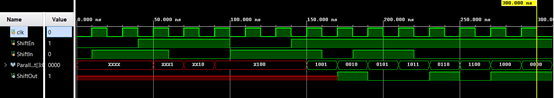 300.000 ns
Name Value 0.000 ns 50.000 ns 100.000 ns 150.000 ns 200.000 ns 250.000 ns 300.
clk 0
ShiftEn 1
ShiftIn 0
Parall...t[3: 0000 XXXX XXX1 XX10 X100 1001 0010 0101 1011 0110 1100 1000 0000
ShiftOut 1